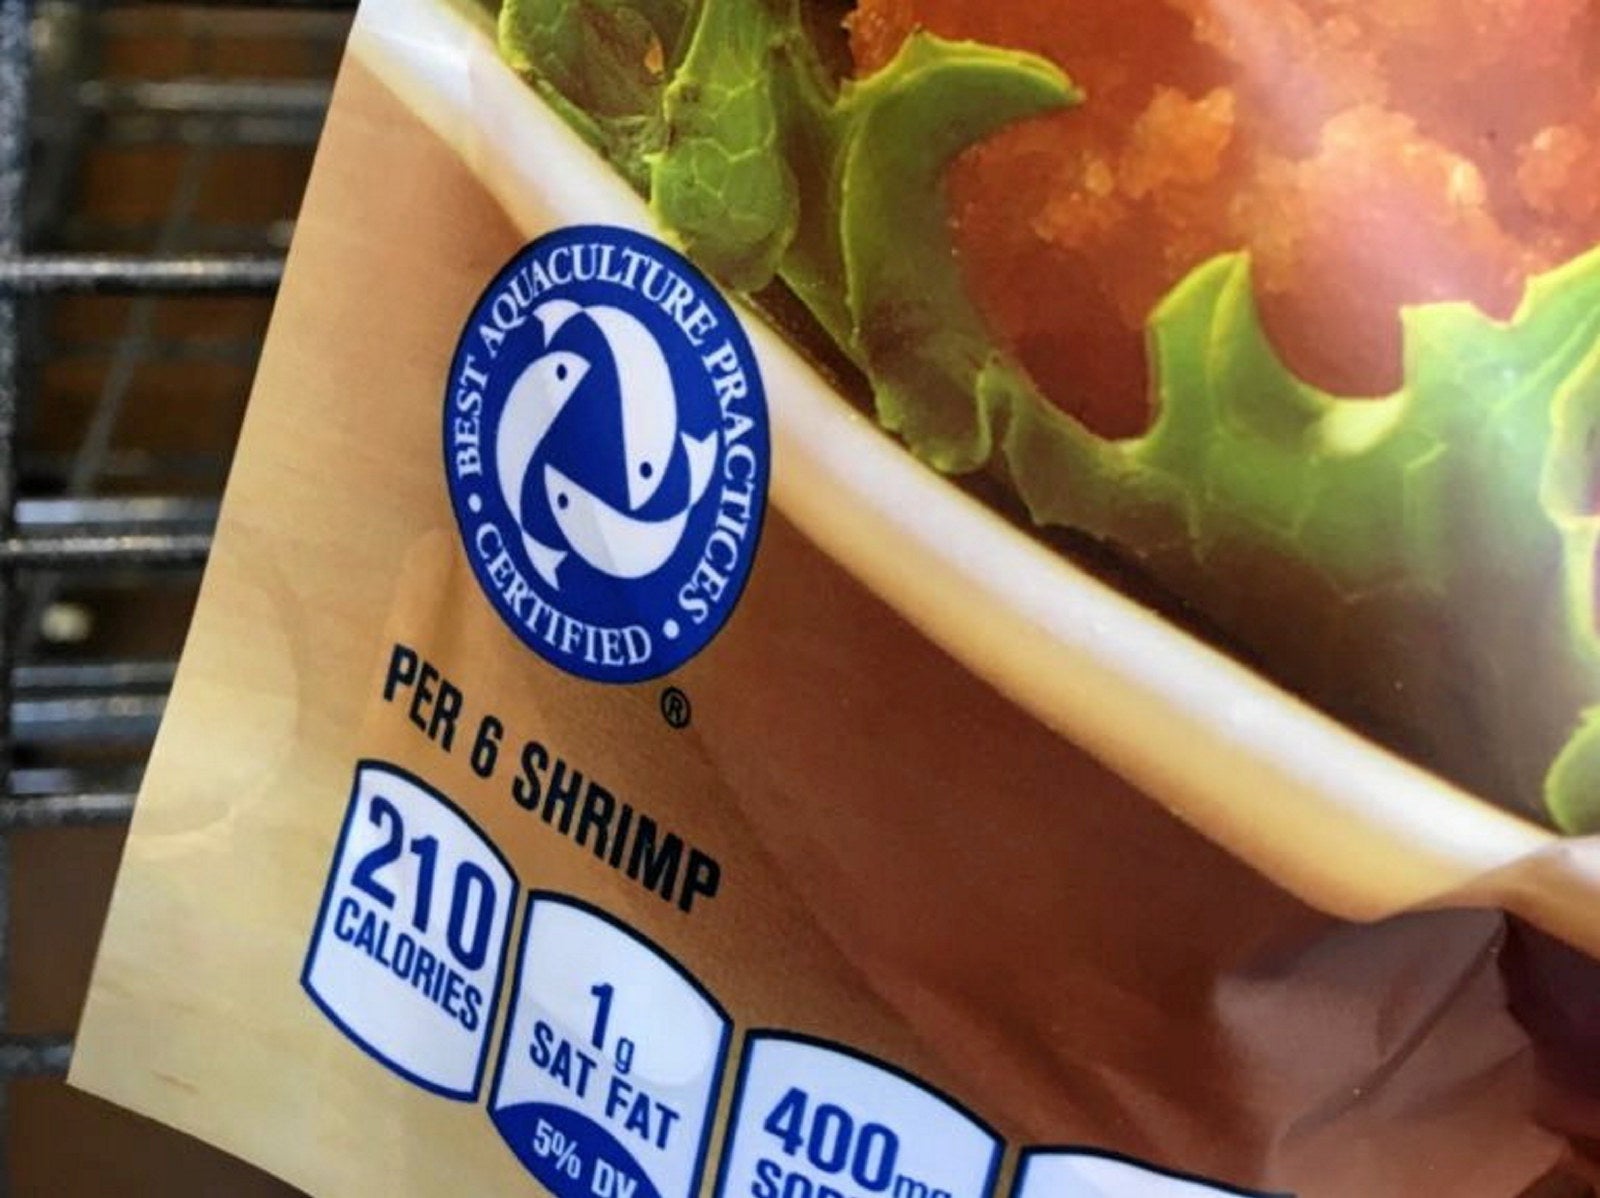 BEST AQUACULTURE PRACTICES
• CERTIFIED •
®
PER 6 SHRIMP
210
CALORIES
1g
SAT FAT
5% DV
400mg